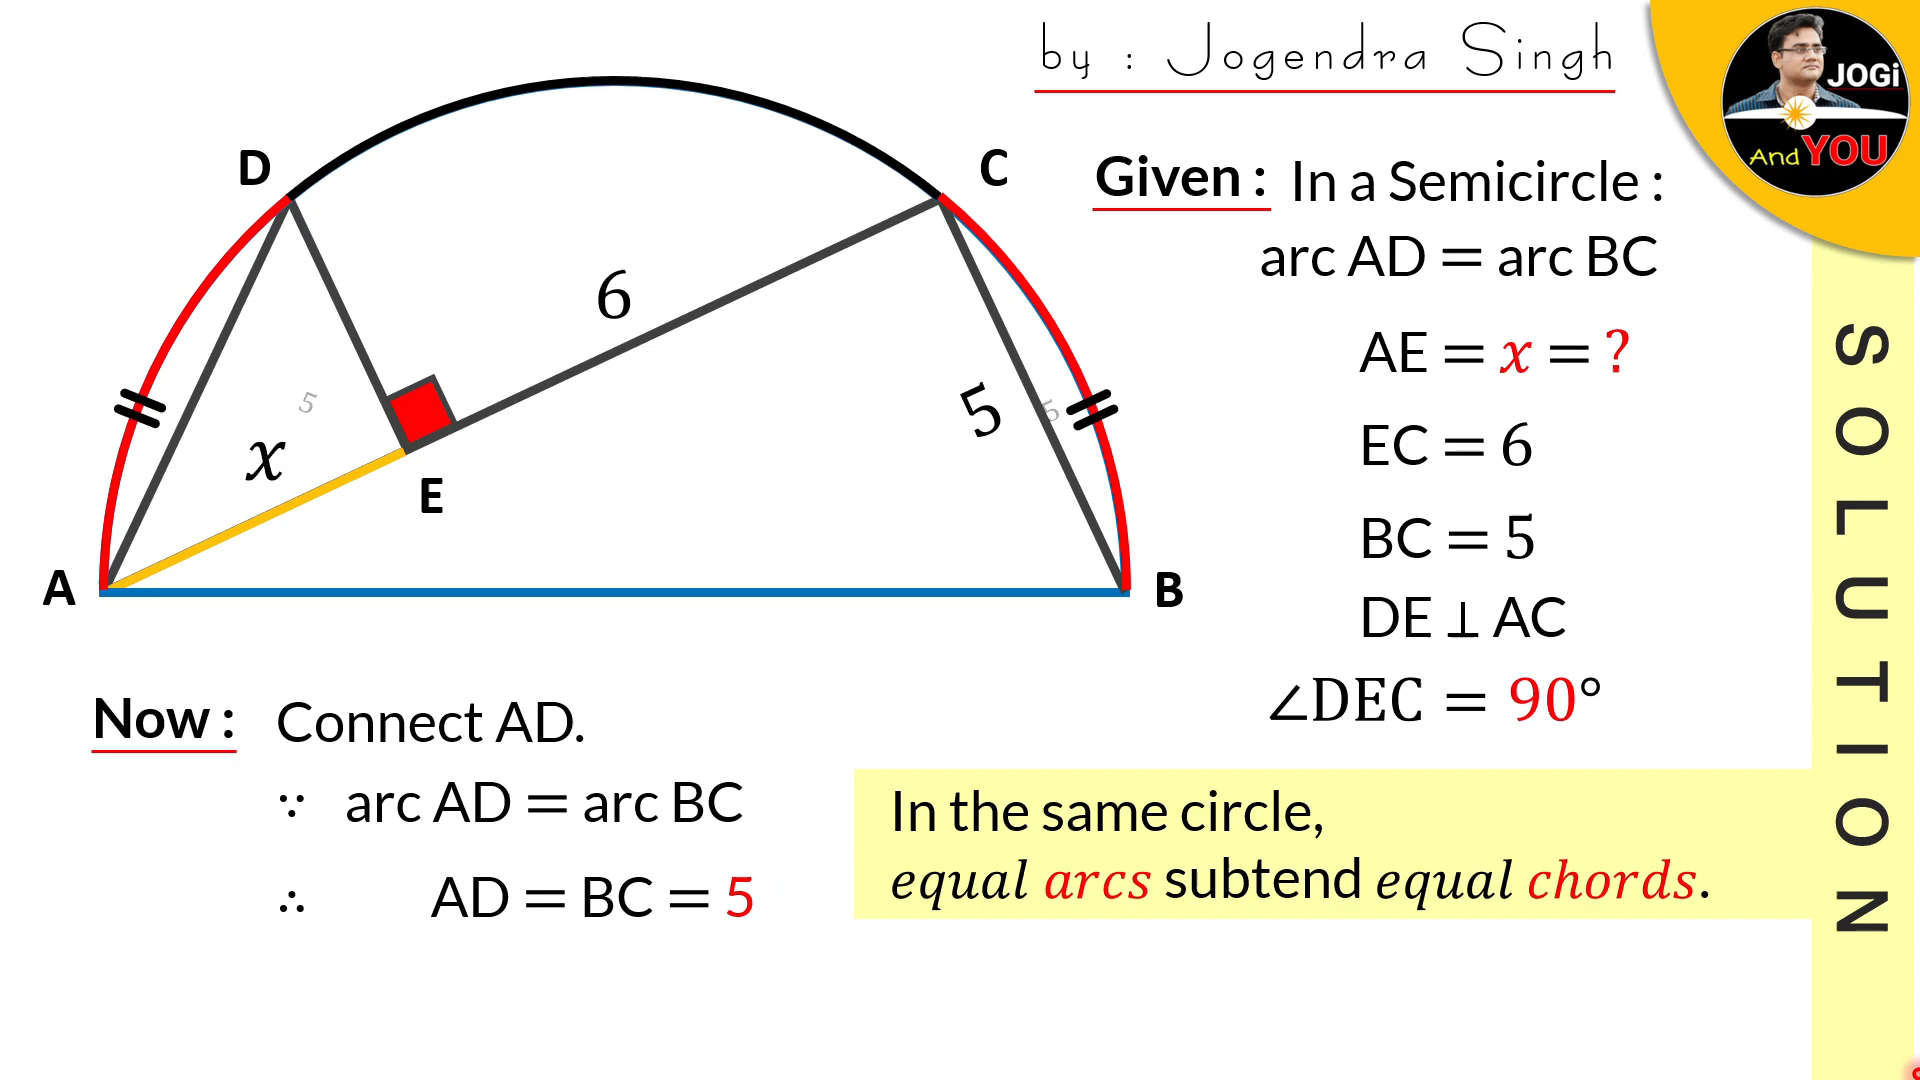 by : Jogendra Singh
JOGi
And YOU
Given : In a Semicircle :
arc AD = arc BC
AE = x = ?
EC = 6
BC = 5
DE ⊥ AC
∠DEC = 90°
D
C
6
5
5
5
x
E
A
B
Now : Connect AD.
∵ arc AD = arc BC
∴ AD = BC = 5
In the same circle,
equal arcs subtend equal chords.
SOLUTION